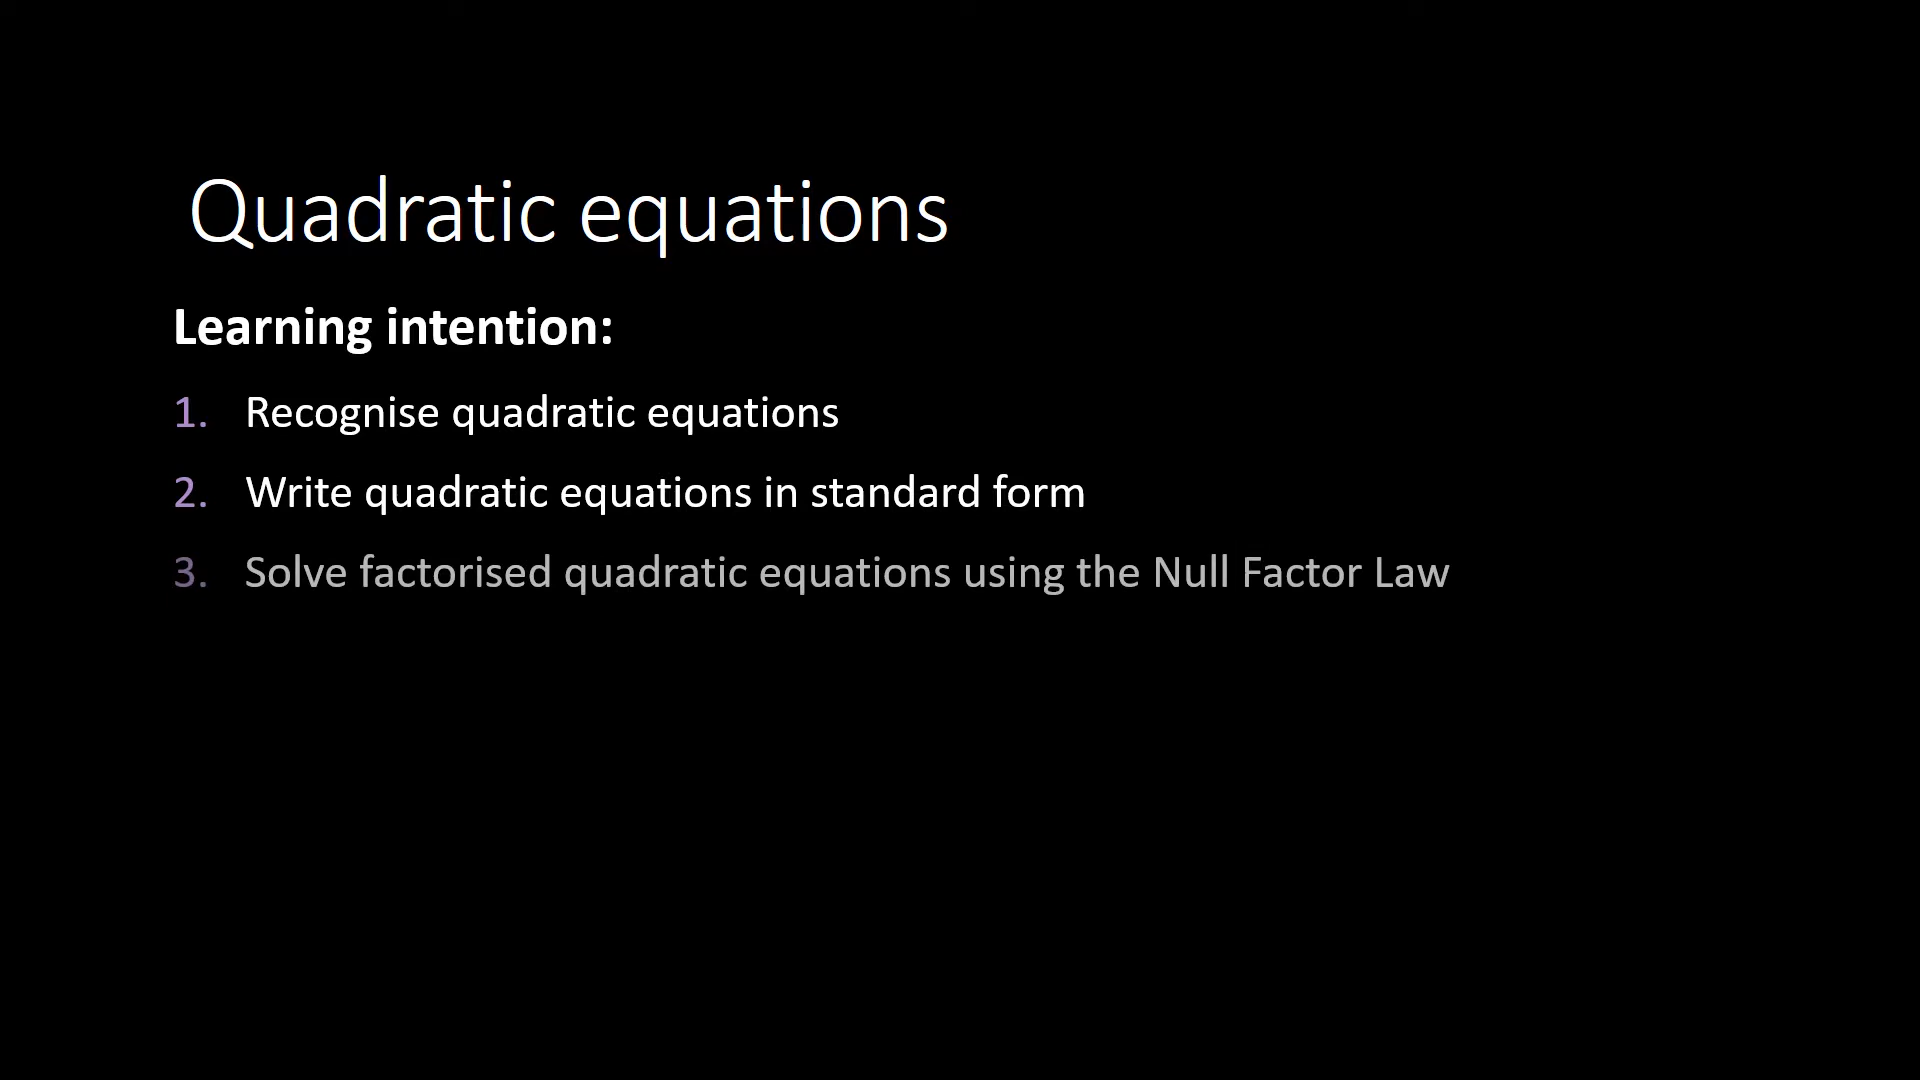 Quadratic equations
Learning intention:
1. Recognise quadratic equations
2. Write quadratic equations in standard form
3. Solve factorised quadratic equations using the Null Factor Law